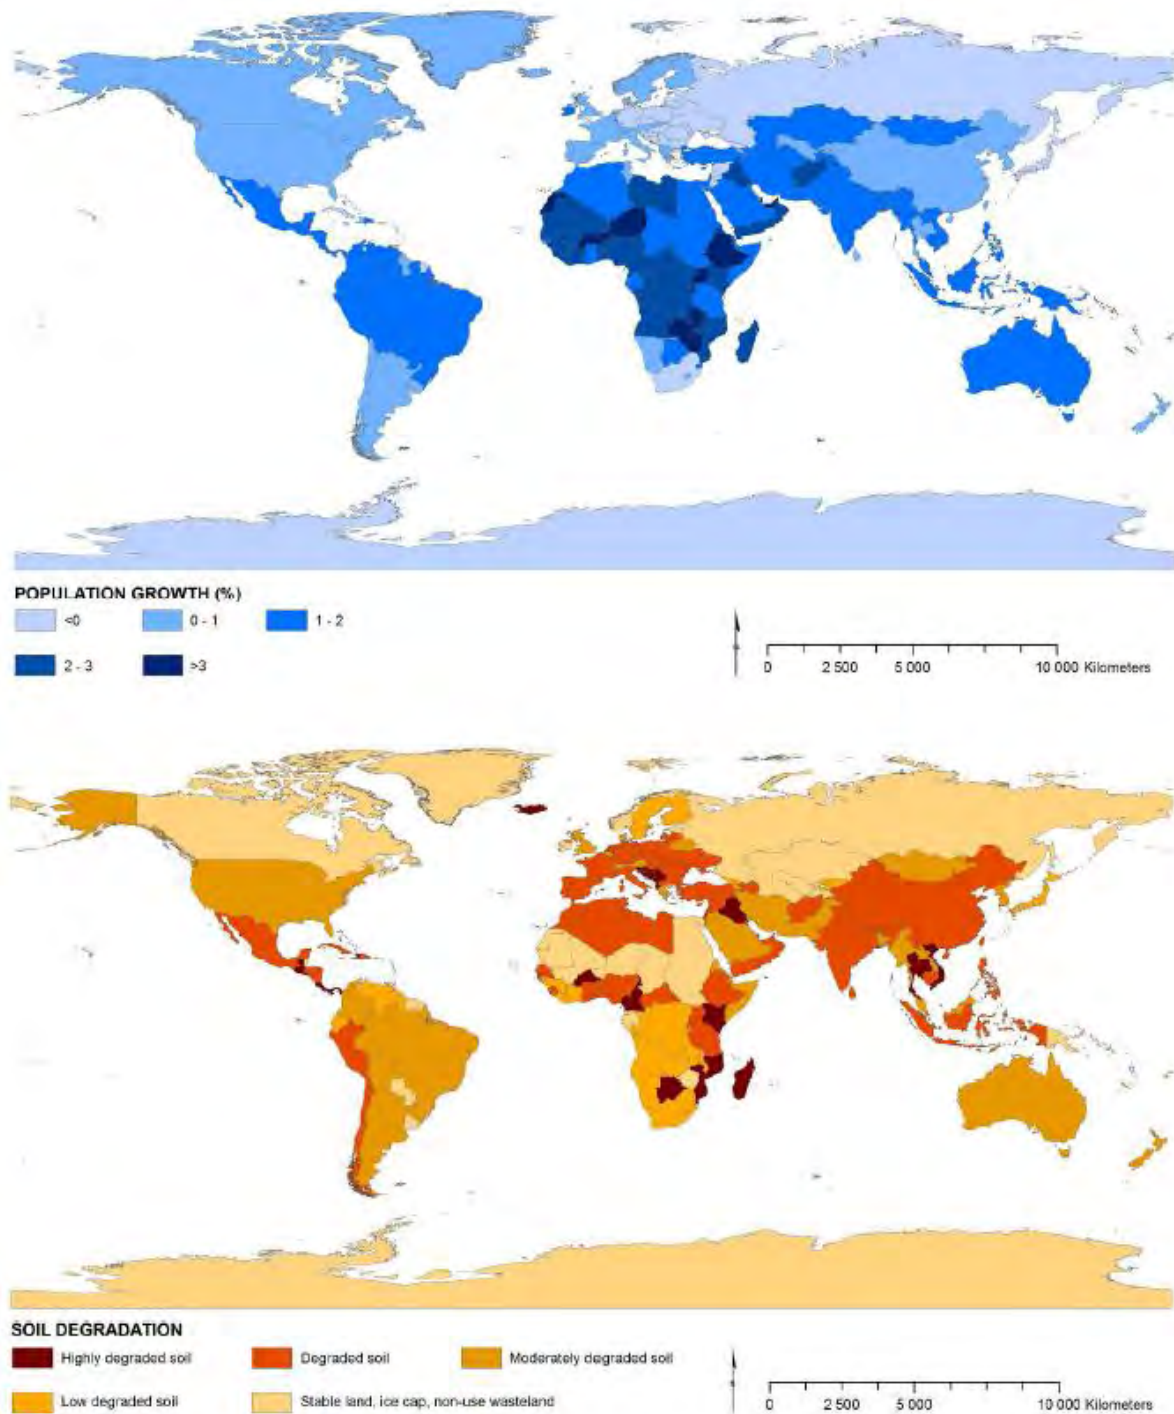 POPULATION GROWTH (%)
<0 0 - 1 1 - 2
2 - 3 >3
0 2 500 5 000 10 000 Kilometers
SOIL DEGRADATION
Highly degraded soil Degraded soil Moderately degraded soil
Low degraded soil Stable land, ice cap, non-use wasteland
0 2 500 5 000 10 000 Kilometers